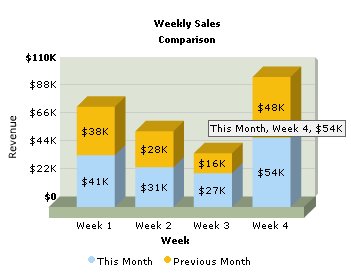 Weekly Sales
Comparison
$110K
$88K
$66K
$44K
$22K
$0
Revenue
$38K
$28K
$16K
$48K
This Month, Week 4, $54K
$41K
$31K
$27K
$54K
Week 1
Week 2
Week 3
Week 4
Week
This Month
Previous Month